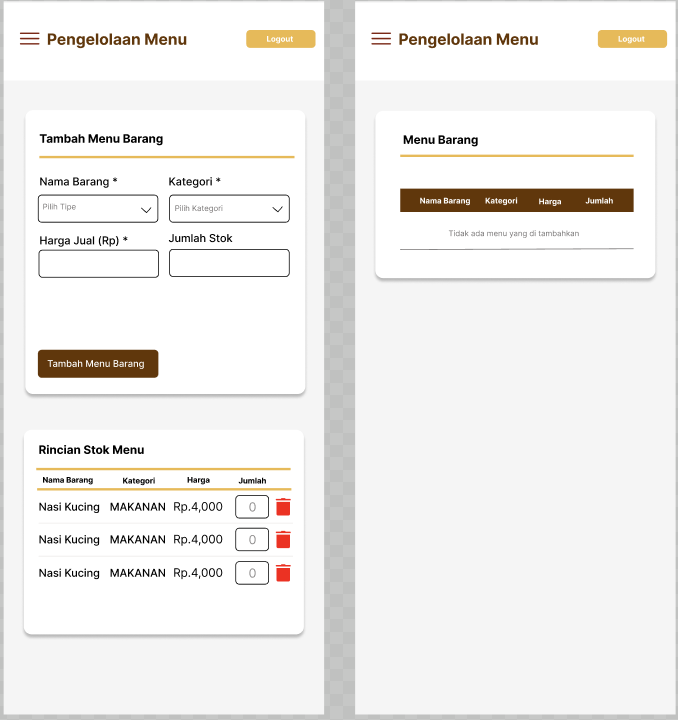 Pengelolaan Menu
Logout
Tambah Menu Barang
Nama Barang * Kategori *
Pilih Tipe Pilih Kategori
Harga Jual (Rp) * Jumlah Stok
Tambah Menu Barang
Rincian Stok Menu
Nama Barang Kategori Harga Jumlah
Nasi Kucing MAKANAN Rp.4,000 0
Nasi Kucing MAKANAN Rp.4,000 0
Nasi Kucing MAKANAN Rp.4,000 0
Pengelolaan Menu
Logout
Menu Barang
Nama Barang Kategori Harga Jumlah
Tidak ada menu yang di tambahkan